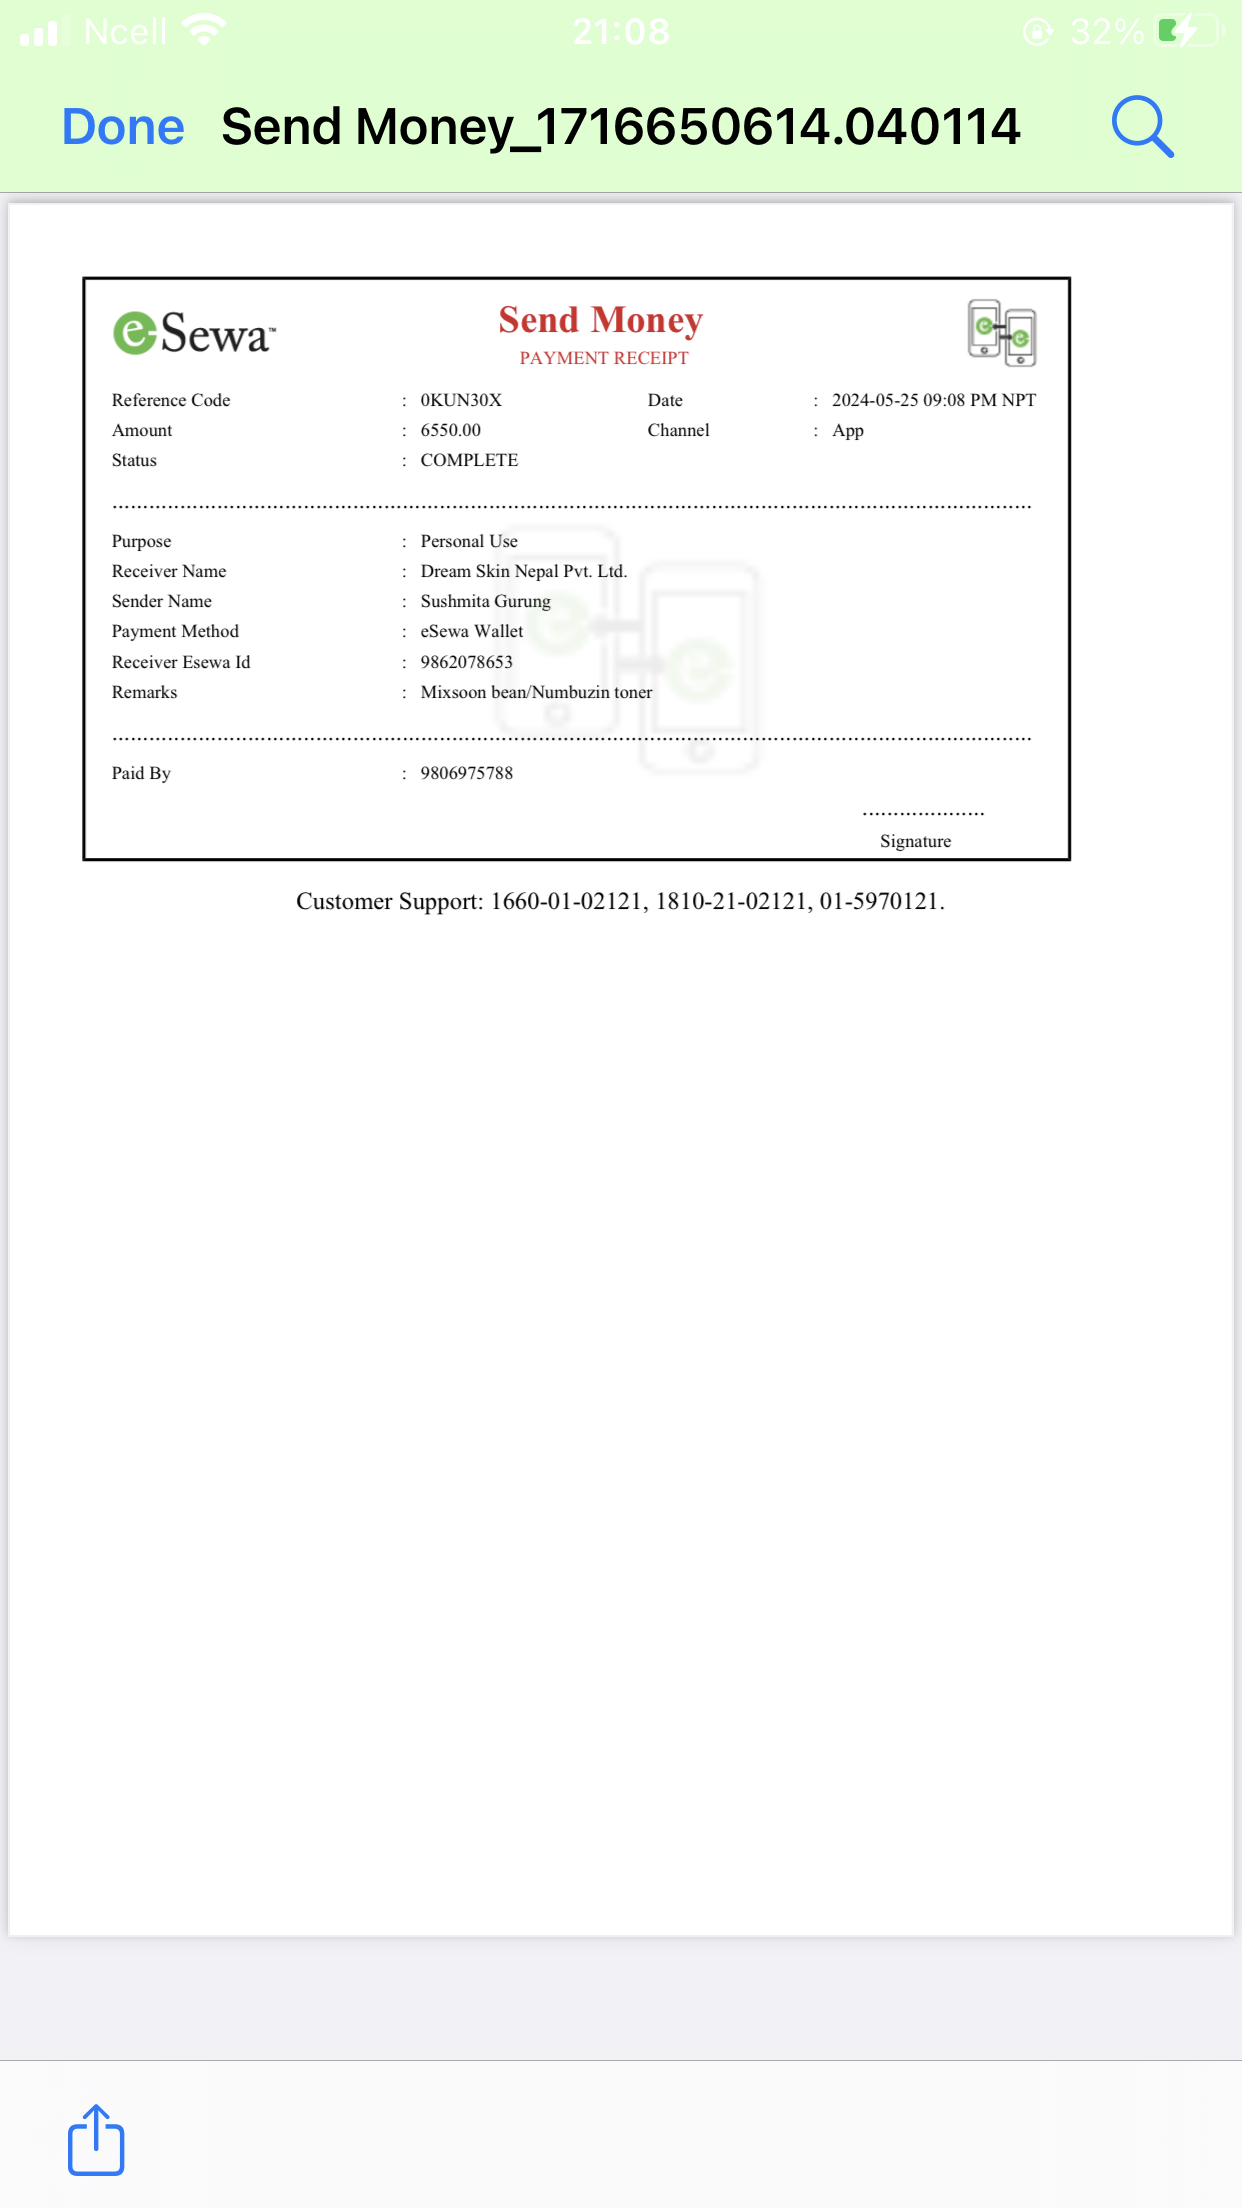 Ncell 21:08 32%
Done Send Money_1716650614.040114
eSewa™ Send Money
PAYMENT RECEIPT
Reference Code : 0KUN30X Date : 2024-05-25 09:08 PM NPT
Amount : 6550.00 Channel : App
Status : COMPLETE
Purpose : Personal Use
Receiver Name : Dream Skin Nepal Pvt. Ltd.
Sender Name : Sushmita Gurung
Payment Method : eSewa Wallet
Receiver Esewa Id : 9862078653
Remarks : Mixsoon bean/Numbuzin toner
Paid By : 9806975788
Signature
Customer Support: 1660-01-02121, 1810-21-02121, 01-5970121.